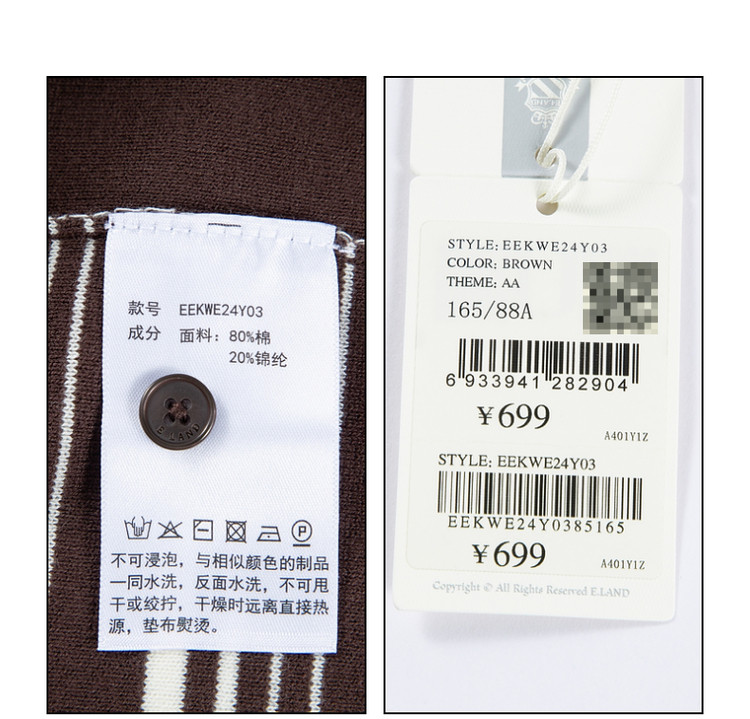 款号 EEKWE24Y03
成分 面料：80%棉
20%锦纶
E.LAND
P
不可浸泡，与相似颜色的制品
一同水洗，反面水洗，不可甩
干或绞拧，干燥时远离直接热
源，垫布熨烫。
STYLE: EEKWE24Y03
COLOR: BROWN
THEME: AA
165/88A
6 933941 282904
¥699
A401Y1Z
STYLE: EEKWE24Y03
EEKWE24Y0385165
¥699
A401Y1Z
Copyright © All Rights Reserved E.LAND